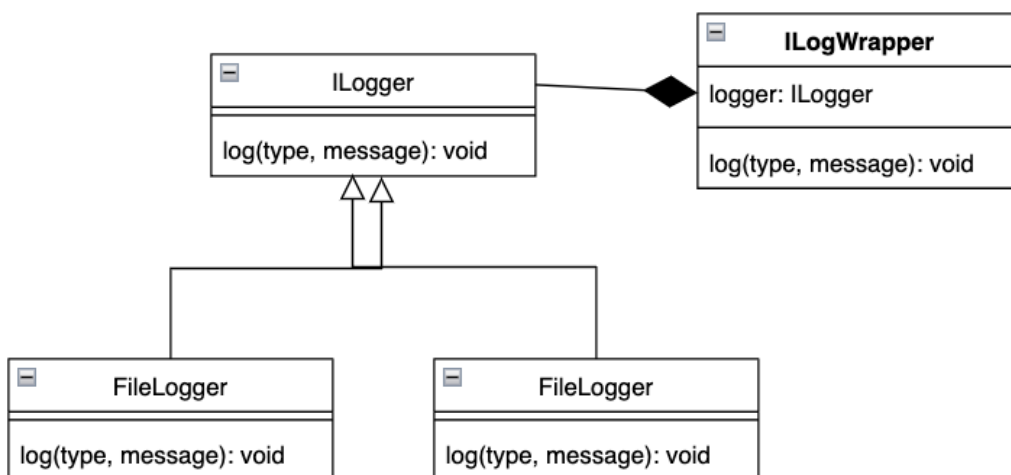 ILogger
log(type, message): void
ILogWrapper
logger: ILogger
log(type, message): void
FileLogger
log(type, message): void
FileLogger
log(type, message): void